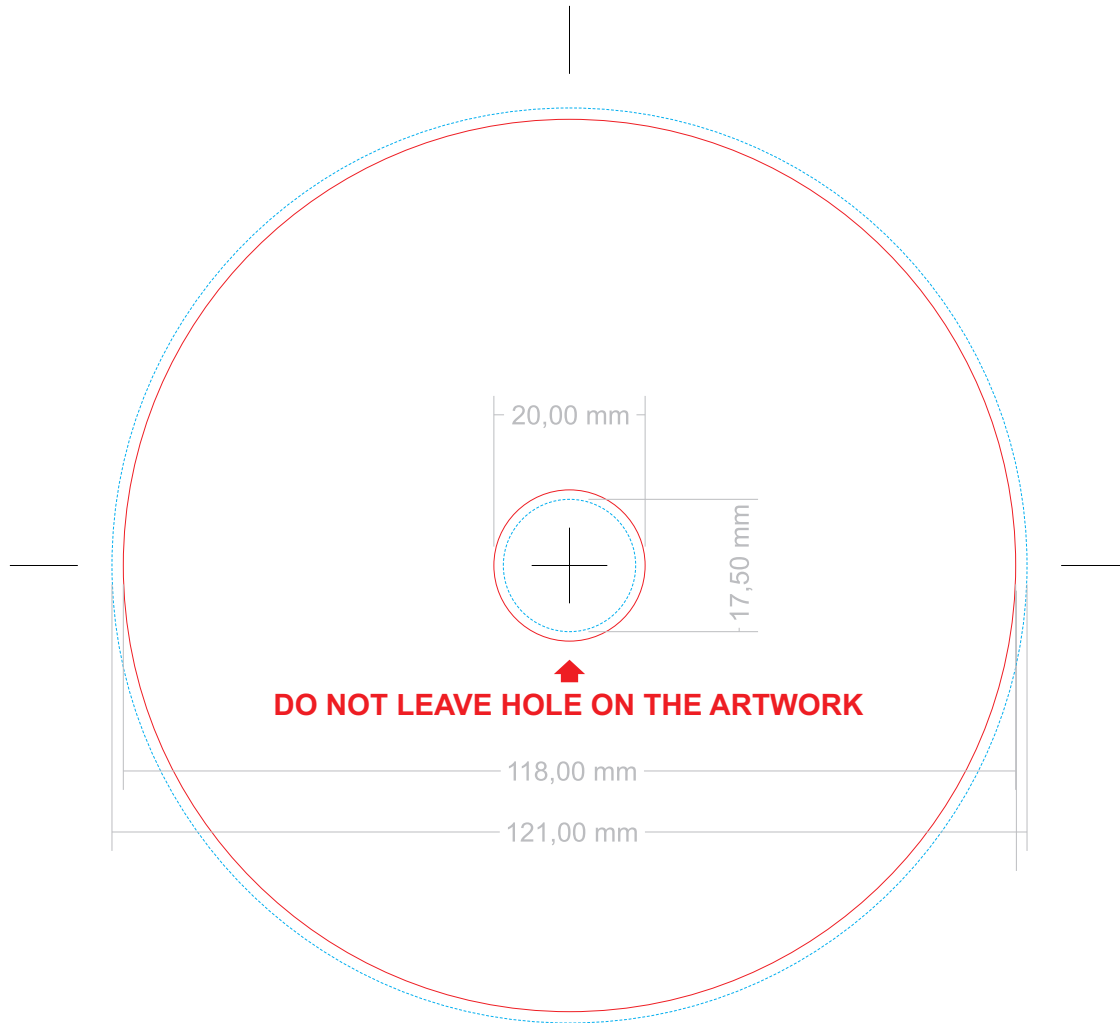 20,00 mm
17,50 mm
DO NOT LEAVE HOLE ON THE ARTWORK
118,00 mm
121,00 mm